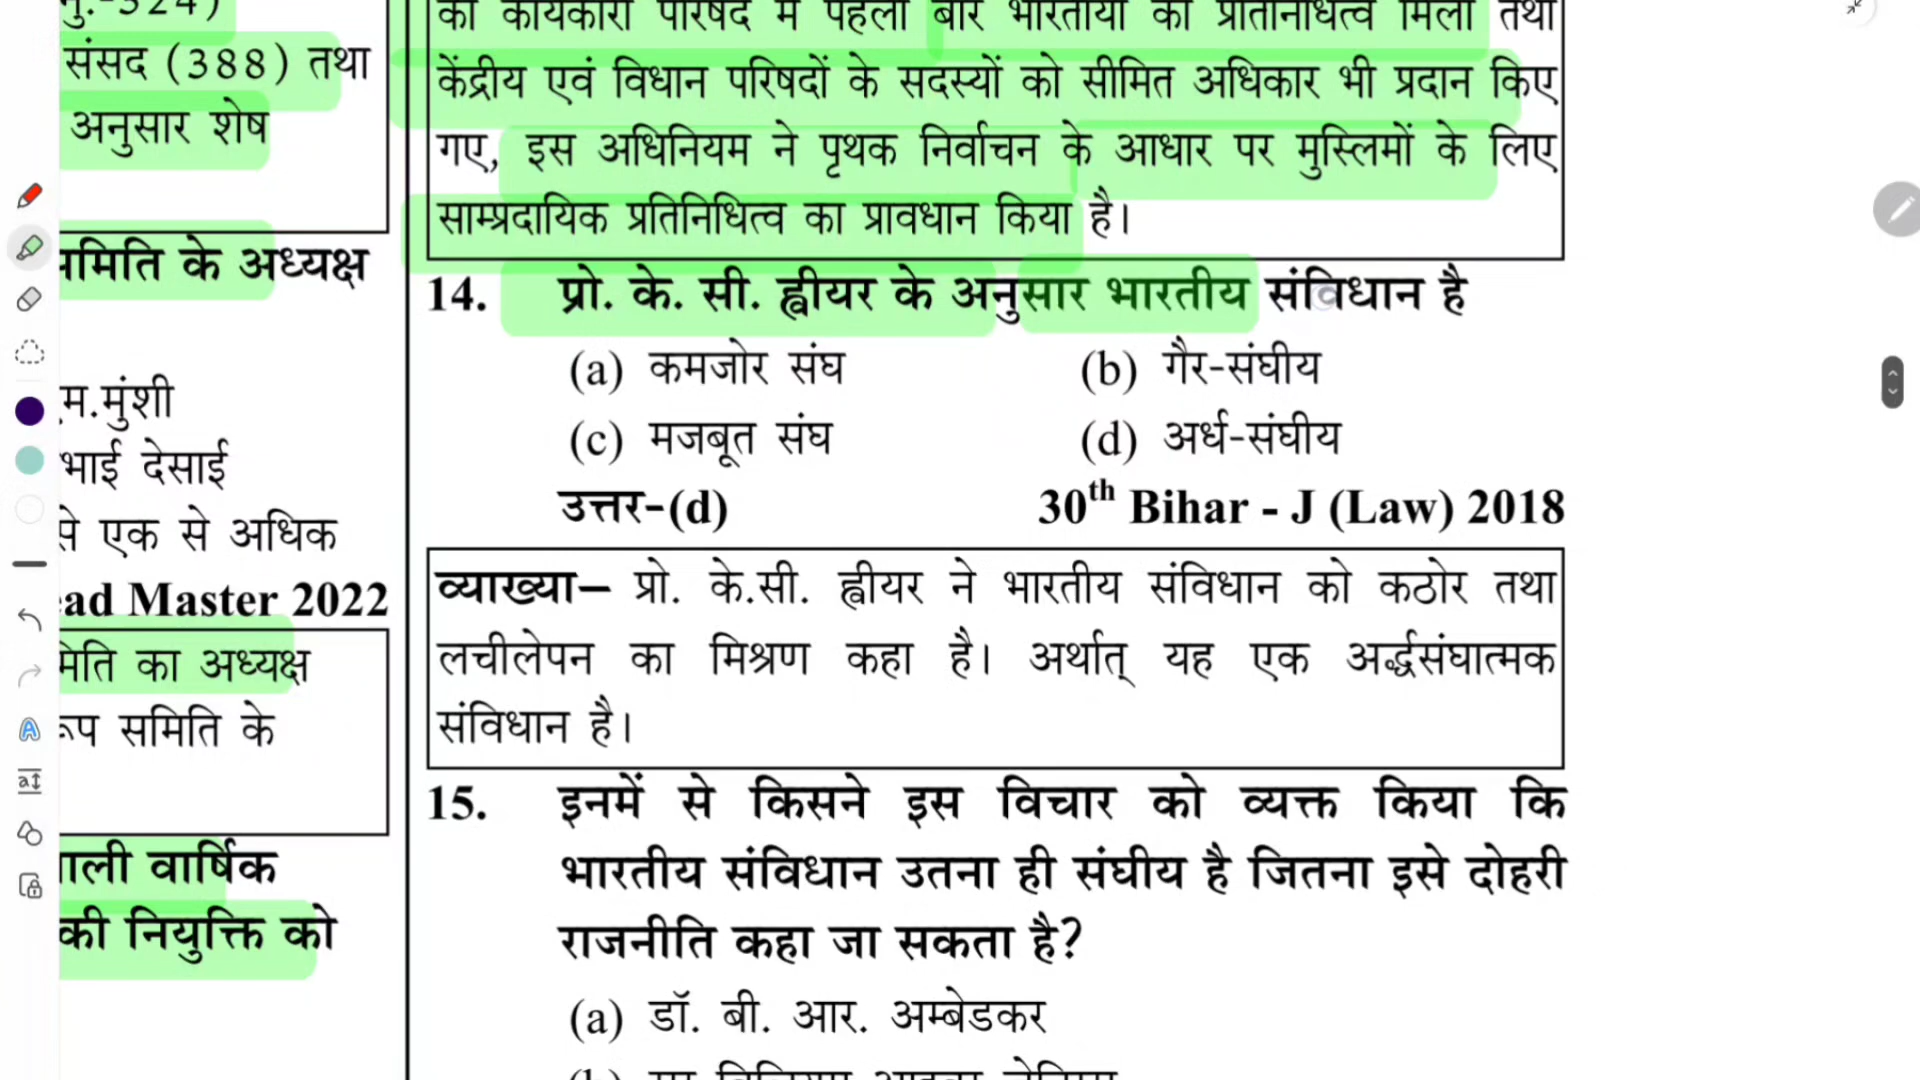 संसद (388) तथा
अनुसार शेष
के अध्यक्ष
म.मुंशी
भाई देसाई
से एक से अधिक
ad Master 2022
मिति का अध्यक्ष
रूप समिति के
वार्षिक
की नियुक्ति को
की कार्यकारी परिषद में पहली बार भारतीयों को प्रतिनिधित्व मिला तथा
केंद्रीय एवं विधान परिषदों के सदस्यों को सीमित अधिकार भी प्रदान किए
गए, इस अधिनियम ने पृथक निर्वाचन के आधार पर मुस्लिमों के लिए
साम्प्रदायिक प्रतिनिधित्व का प्रावधान किया है।
14. प्रो. के. सी. ह्वीयर के अनुसार भारतीय संविधान है
(a) कमजोर संघ (b) गैर-संघीय
(c) मजबूत संघ (d) अर्ध-संघीय
उत्तर-(d) 30th Bihar - J (Law) 2018
व्याख्या– प्रो. के.सी. ह्वीयर ने भारतीय संविधान को कठोर तथा
लचीलेपन का मिश्रण कहा है। अर्थात् यह एक अर्द्धसंघात्मक
संविधान है।
15. इनमें से किसने इस विचार को व्यक्त किया कि
भारतीय संविधान उतना ही संघीय है जितना इसे दोहरी
राजनीति कहा जा सकता है?
(a) डॉ. बी. आर. अम्बेडकर